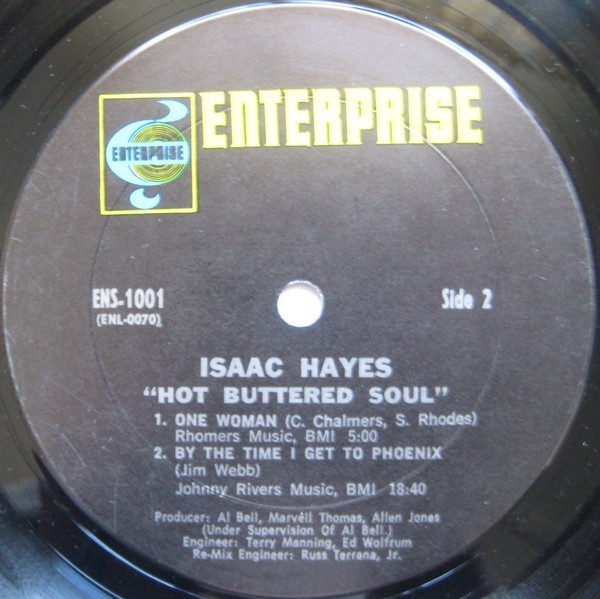 ENTERPRISE
ENTERPRISE
ENS-1001
(ENL-0070)
Side 2
ISAAC HAYES
“HOT BUTTERED SOUL”
1. ONE WOMAN (C. Chalmers, S. Rhodes)
Rhomers Music, BMI 5:00
2. BY THE TIME I GET TO PHOENIX
(Jim Webb)
Johnny Rivers Music, BMI 18:40
Producer: Al Bell, Marvéll Thomas, Allen Jones
(Under Supervision Of Al Bell.)
Engineer: Terry Manning, Ed Wolfrum
Re-Mix Engineer: Russ Terrana, Jr.